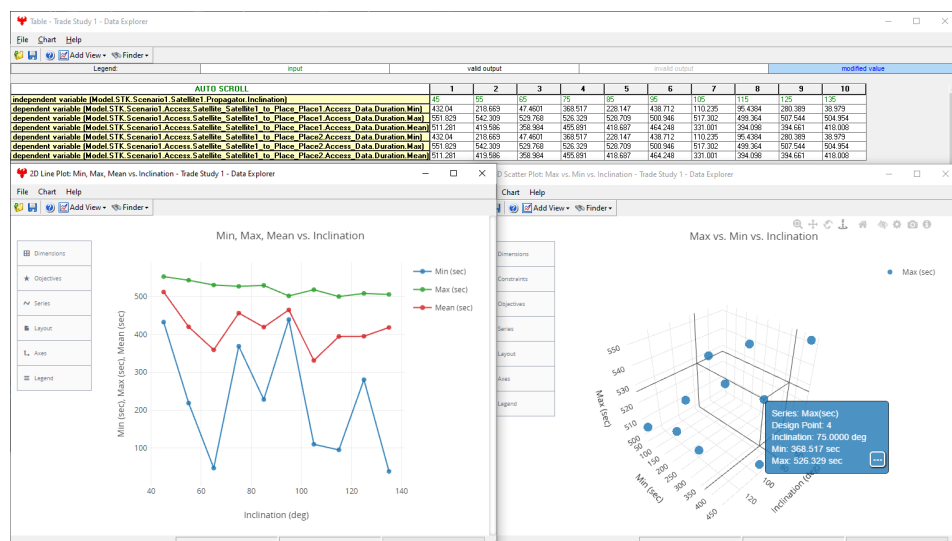 Table - Trade Study 1 - Data Explorer
File Chart Help
Add View Finder
Legend: input valid output invalid output modified value
AUTO SCROLL 1 2 3 4 5 6 7 8 9 10
independent variable (Model.STK.Scenario1.Satellite1.Propagator.Inclination) 45 55 65 75 85 95 105 115 125 135
dependent variable (Model.STK.Scenario1.Access.Satellite_Satellite1_to_Place_Place1.Access_Data.Duration.Min) 432.04 218.669 47.4601 368.517 228.147 438.712 110.235 95.4384 280.389 38.979
dependent variable (Model.STK.Scenario1.Access.Satellite_Satellite1_to_Place_Place1.Access_Data.Duration.Max) 551.829 542.309 529.768 526.329 528.709 500.946 517.302 499.364 507.544 504.954
dependent variable (Model.STK.Scenario1.Access.Satellite_Satellite1_to_Place_Place1.Access_Data.Duration.Mean) 511.281 419.586 358.984 455.891 418.687 464.248 331.001 394.098 394.661 418.008
dependent variable (Model.STK.Scenario1.Access.Satellite_Satellite1_to_Place_Place2.Access_Data.Duration.Min) 432.04 218.669 47.4601 368.517 228.147 438.712 110.235 95.4384 280.389 38.979
dependent variable (Model.STK.Scenario1.Access.Satellite_Satellite1_to_Place_Place2.Access_Data.Duration.Max) 551.829 542.309 529.768 526.329 528.709 500.946 517.302 499.364 507.544 504.954
dependent variable (Model.STK.Scenario1.Access.Satellite_Satellite1_to_Place_Place2.Access_Data.Duration.Mean) 511.281 419.586 358.984 455.891 418.687 464.248 331.001 394.098 394.661 418.008
2D Line Plot: Min, Max, Mean vs. Inclination - Trade Study 1 - Data Explorer
File Chart Help
Add View Finder
Dimensions
Objectives
Series
Layout
Axes
Legend
Min, Max, Mean vs. Inclination
Min (sec)
Max (sec)
Mean (sec)
Min (sec), Max (sec), Mean (sec)
500
400
300
200
100
40 60 80 100 120 140
Inclination (deg)
D Scatter Plot: Max vs. Min vs. Inclination - Trade Study 1 - Data Explorer
Chart Help
Add View Finder
Dimensions
Constraints
Objectives
Series
Layout
Axes
Legend
Max vs. Min vs. Inclination
Max (sec)
Max (sec)
550
540
530
520
510
500
50
100
150
200
250
300
350
400
450
Min (sec)
120
100
Inclination (de
Series: Max(sec)
Design Point: 4
Inclination: 75.0000 deg
Min: 368.517 sec
Max: 526.329 sec